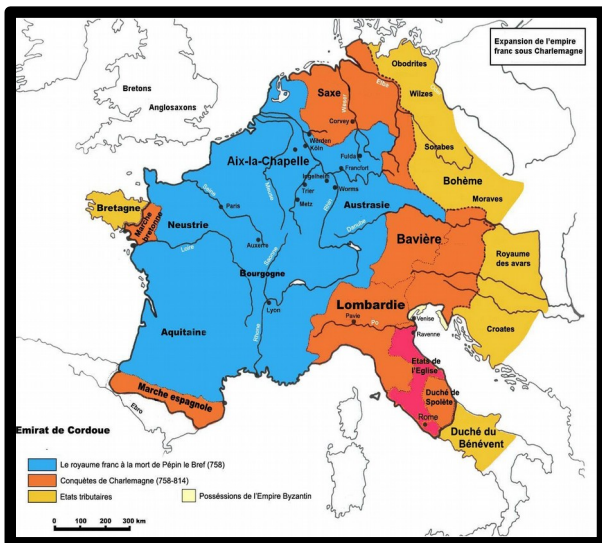 Expansion de l'empire
franc sous Charlemagne
Obodrites
Wilzes
Saxe
Bretons
Anglosaxons
Elbe
Weser
Corvey
Werden
Köln
Aix-la-Chapelle
Fulda
Sorabes
Ingelheim
Francfort
Bohème
Trier
Worms
Metz
Meuse
Rhin
Moraves
Bretagne
Marche
bretonne
Neustrie
Seine
Paris
Austrasie
Danube
Loire
Auxerre
Saône
Bavière
Royaume
des avars
Bourgogne
Lombardie
Lyon
Pavie
Po
Venise
Ravenne
Croates
Aquitaine
Rhône
Etats de
l'Eglise
Duché de
Spolète
Rome
Marche espagnole
Ebro
Emirat de Cordoue
Duché du
Bénévent
Le royaume franc à la mort de Pépin le Bref (758)
Conquêtes de Charlemagne (758-814)
Etats tributaires
Posséssions de l'Empire Byzantin
0 100 200 300 km